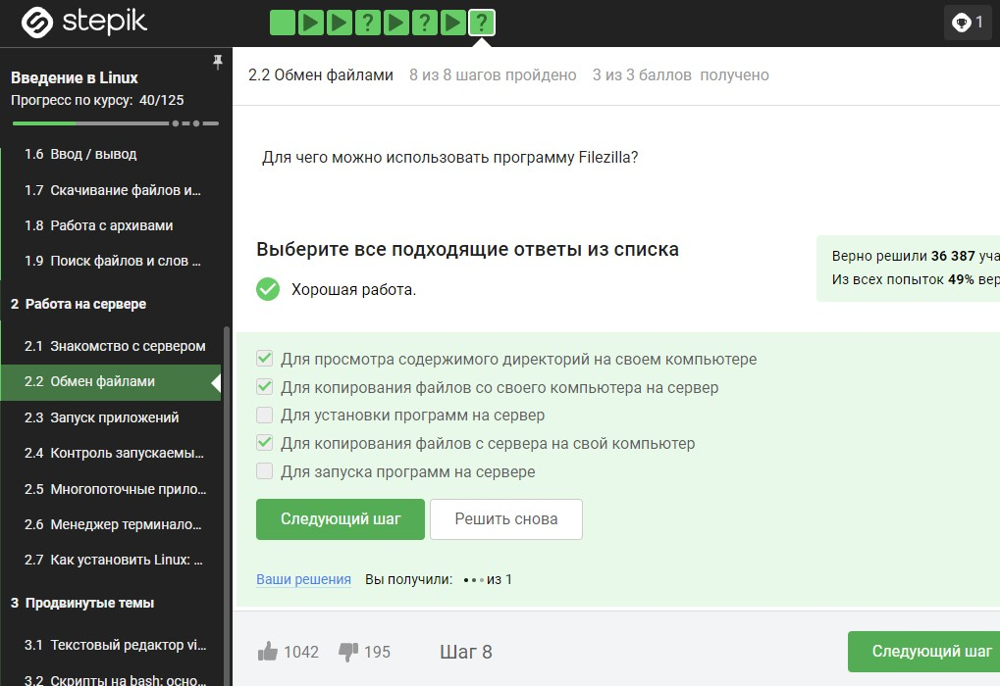 stepik
? ? ?
1
Введение в Linux
Прогресс по курсу: 40/125
1.6 Ввод / вывод
1.7 Скачивание файлов и...
1.8 Работа с архивами
1.9 Поиск файлов и слов ...
2 Работа на сервере
2.1 Знакомство с сервером
2.2 Обмен файлами
2.3 Запуск приложений
2.4 Контроль запускаемы...
2.5 Многопоточные прило...
2.6 Менеджер терминало...
2.7 Как установить Linux: ...
3 Продвинутые темы
3.1 Текстовый редактор vi...
3.2 Скрипты на bash: осно...
2.2 Обмен файлами 8 из 8 шагов пройдено 3 из 3 баллов получено
Для чего можно использовать программу Filezilla?
Выберите все подходящие ответы из списка
Хорошая работа.
Верно решили 36 387 уча
Из всех попыток 49% вер
Для просмотра содержимого директорий на своем компьютере
Для копирования файлов со своего компьютера на сервер
Для установки программ на сервер
Для копирования файлов с сервера на свой компьютер
Для запуска программ на сервере
Следующий шаг Решить снова
Ваши решения Вы получили: ••• из 1
1042 195 Шаг 8 Следующий шаг